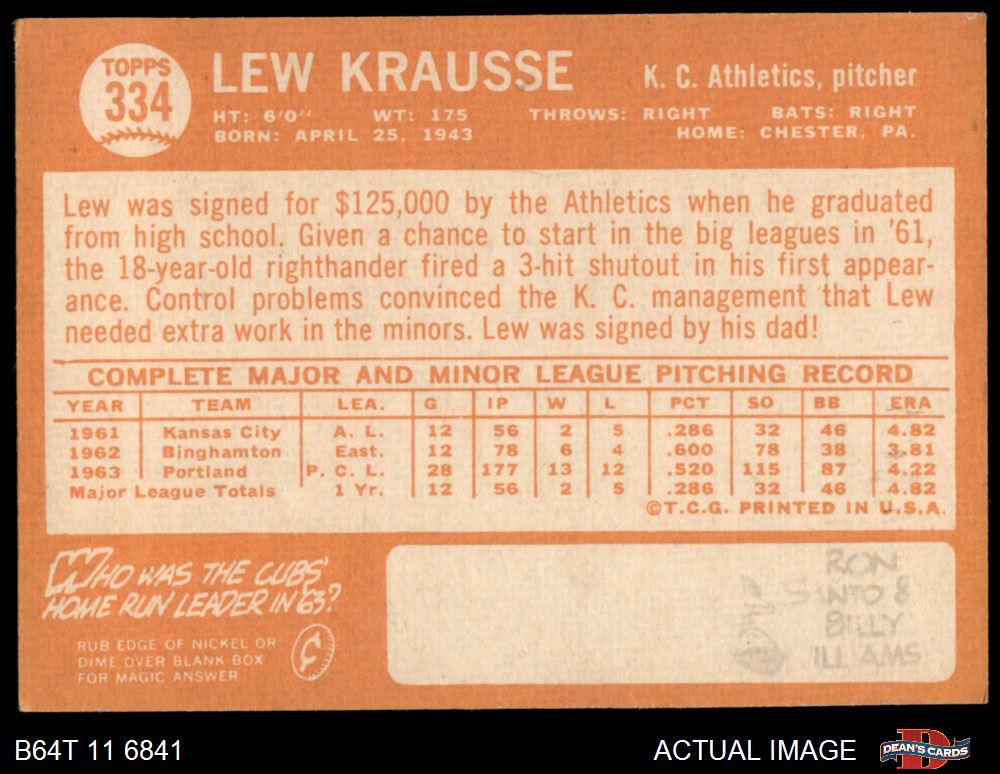 TOPPS
334
LEW KRAUSSE
K. C. Athletics, pitcher
HT: 6'0" WT: 175 THROWS: RIGHT BATS: RIGHT
BORN: APRIL 25, 1943 HOME: CHESTER, PA.
Lew was signed for $125,000 by the Athletics when he graduated
from high school. Given a chance to start in the big leagues in '61,
the 18-year-old righthander fired a 3-hit shutout in his first appear-
ance. Control problems convinced the K. C. management that Lew
needed extra work in the minors. Lew was signed by his dad!
COMPLETE MAJOR AND MINOR LEAGUE PITCHING RECORD
YEAR TEAM LEA. G IP W L PCT SO BB ERA
1961 Kansas City A. L. 12 56 2 5 .286 32 46 4.82
1962 Binghamton East. 12 78 6 4 .600 78 38 3.81
1963 Portland P. C. L. 28 177 13 12 .520 115 87 4.22
Major League Totals 1 Yr. 12 56 2 5 .286 32 46 4.82
©T.C.G. PRINTED IN U.S.A.
WHO WAS THE CUBS'
HOME RUN LEADER IN 63?
RUB EDGE OF NICKEL OR
DIME OVER BLANK BOX
FOR MAGIC ANSWER
RON
S NTO &
BILLY
ILL AMS
B64T 11 6841
ACTUAL IMAGE
DEAN'S CARDS